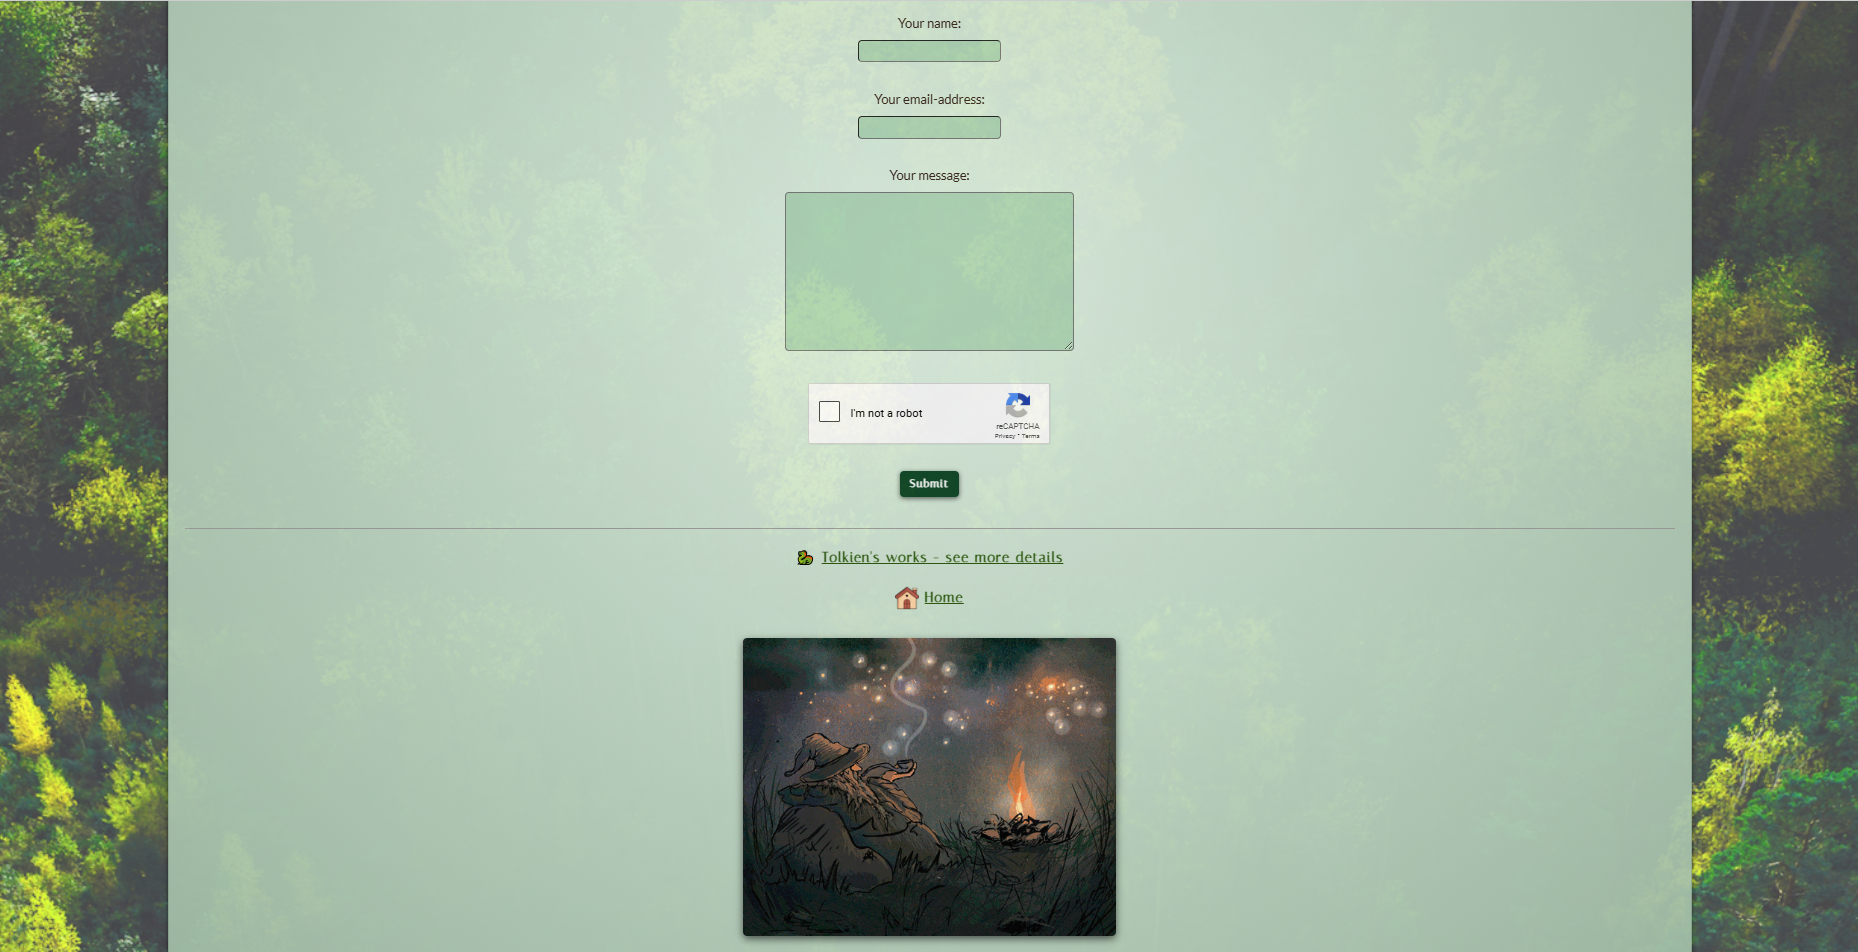 Your name:
Your email-address:
Your message:
I'm not a robot
reCAPTCHA
Privacy - Terms
Submit
Tolkien's works - see more details
Home